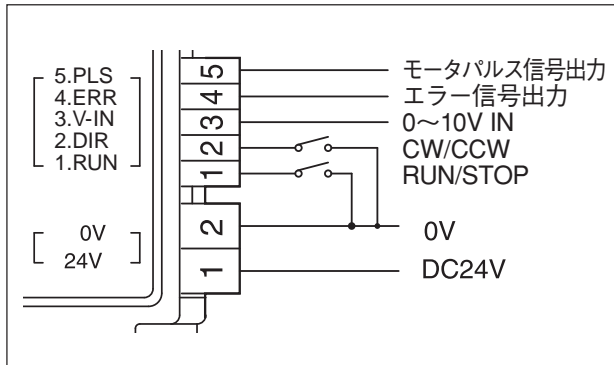 5.PLS
4.ERR
3.V-IN
2.DIR
1.RUN
0V
24V
5
4
3
2
1
2
1
モータパルス信号出力
エラー信号出力
0～10V IN
CW/CCW
RUN/STOP
0V
DC24V